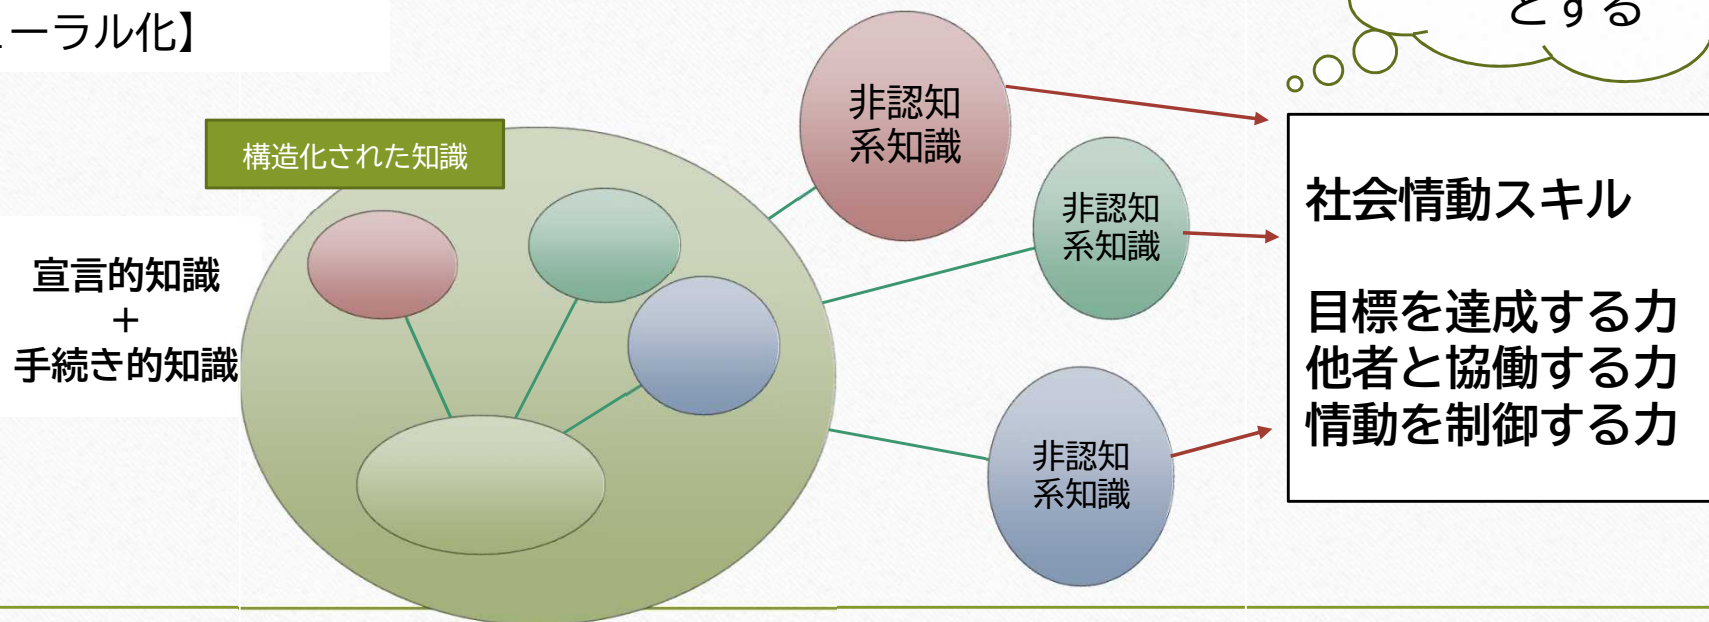 ーラル化】
とする
構造化された知識
宣言的知識
+
手続き的知識
非認知
系知識
非認知
系知識
非認知
系知識
社会情動スキル
目標を達成する力
他者と協働する力
情動を制御する力